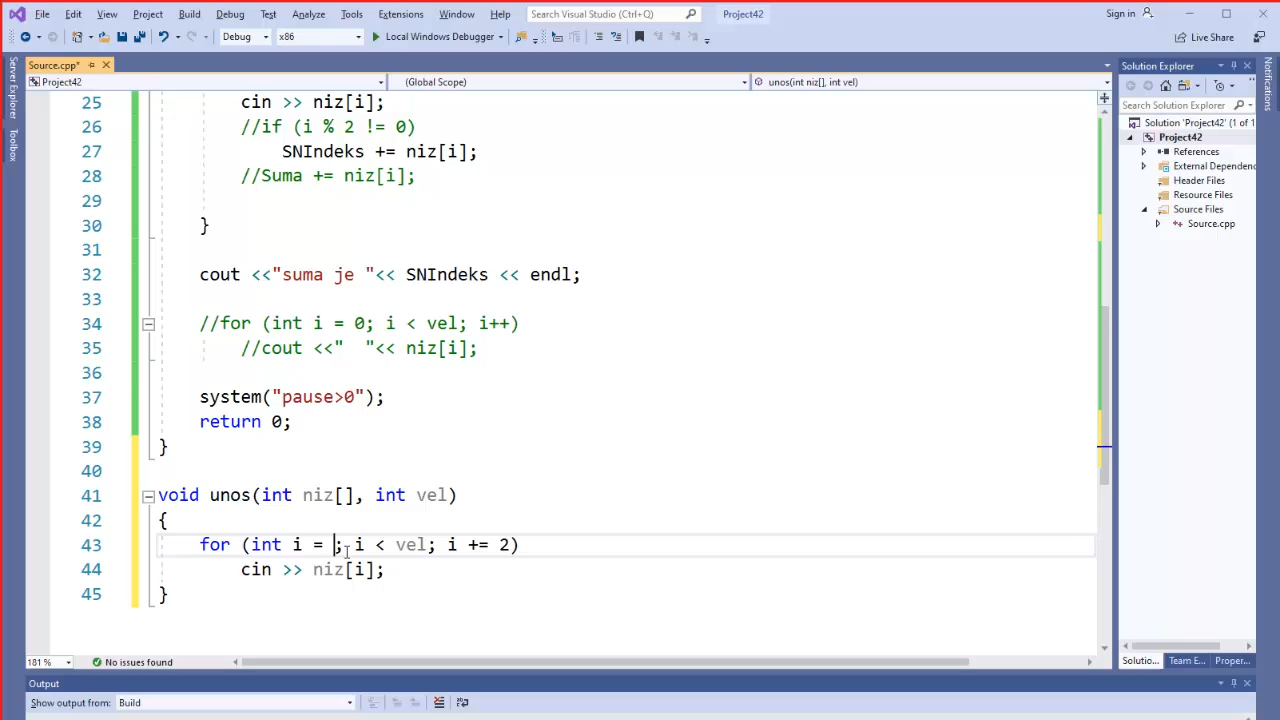 File Edit View Project Build Debug Test Analyze Tools Extensions Window Help Search Visual Studio (Ctrl+Q) Project42 Sign in
Debug x86 Local Windows Debugger Live Share
Server Explorer
Toolbox
Source.cpp*
Project42 (Global Scope) unos(int niz[], int vel)
25 cin >> niz[i];
26 //if (i % 2 != 0)
27 SNIndeks += niz[i];
28 //Suma += niz[i];
29
30 }
31
32 cout <<"suma je "<< SNIndeks << endl;
33
34 //for (int i = 0; i < vel; i++)
35 //cout <<"  "<< niz[i];
36
37 system("pause>0");
38 return 0;
39 }
40
41 void unos(int niz[], int vel)
42 {
43 for (int i = ; i < vel; i += 2)
44 cin >> niz[i];
45 }
181 % No issues found
Output
Show output from: Build
Solution Explorer
Search Solution Explorer
Solution 'Project42' (1 of 1
Project42
References
External Dependenc
Header Files
Resource Files
Source Files
Source.cpp
Solutio... Team E... Proper...
Notifications